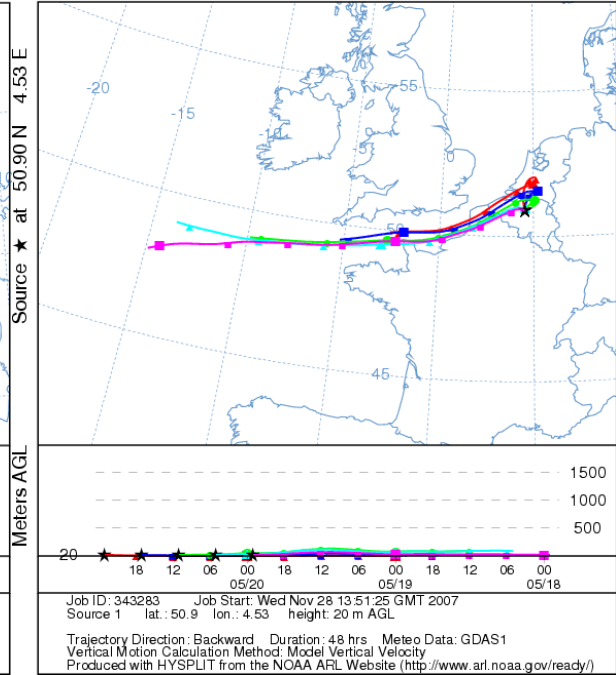 Source ★ at 50.90 N 4.53 E
-20
-15
-10
-5
0
55
50
45
Meters AGL
1500
1000
500
20
18 12 06 00 18 12 06 00 18 12 06 00
05/20 05/19 05/18
Job ID: 343283 Job Start: Wed Nov 28 13:51:25 GMT 2007
Source 1 lat.: 50.9 lon.: 4.53 height: 20 m AGL
Trajectory Direction: Backward Duration: 48 hrs Meteo Data: GDAS1
Vertical Motion Calculation Method: Model Vertical Velocity
Produced with HYSPLIT from the NOAA ARL Website (http://www.arl.noaa.gov/ready/)